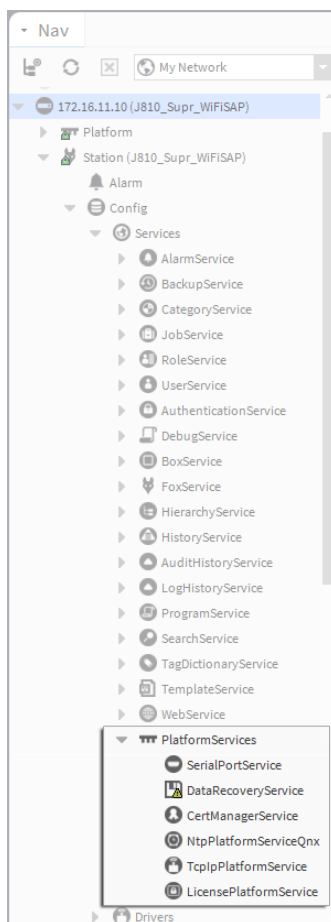 Nav
My Network
172.16.11.10 (J810_Supr_WiFiSAP)
Platform
Station (J810_Supr_WiFiSAP)
Alarm
Config
Services
AlarmService
BackupService
CategoryService
JobService
RoleService
UserService
AuthenticationService
DebugService
BoxService
FoxService
HierarchyService
HistoryService
AuditHistoryService
LogHistoryService
ProgramService
SearchService
TagDictionaryService
TemplateService
WebService
PlatformServices
SerialPortService
DataRecoveryService
CertManagerService
NtpPlatformServiceQnx
TcpIpPlatformService
LicensePlatformService
Drivers